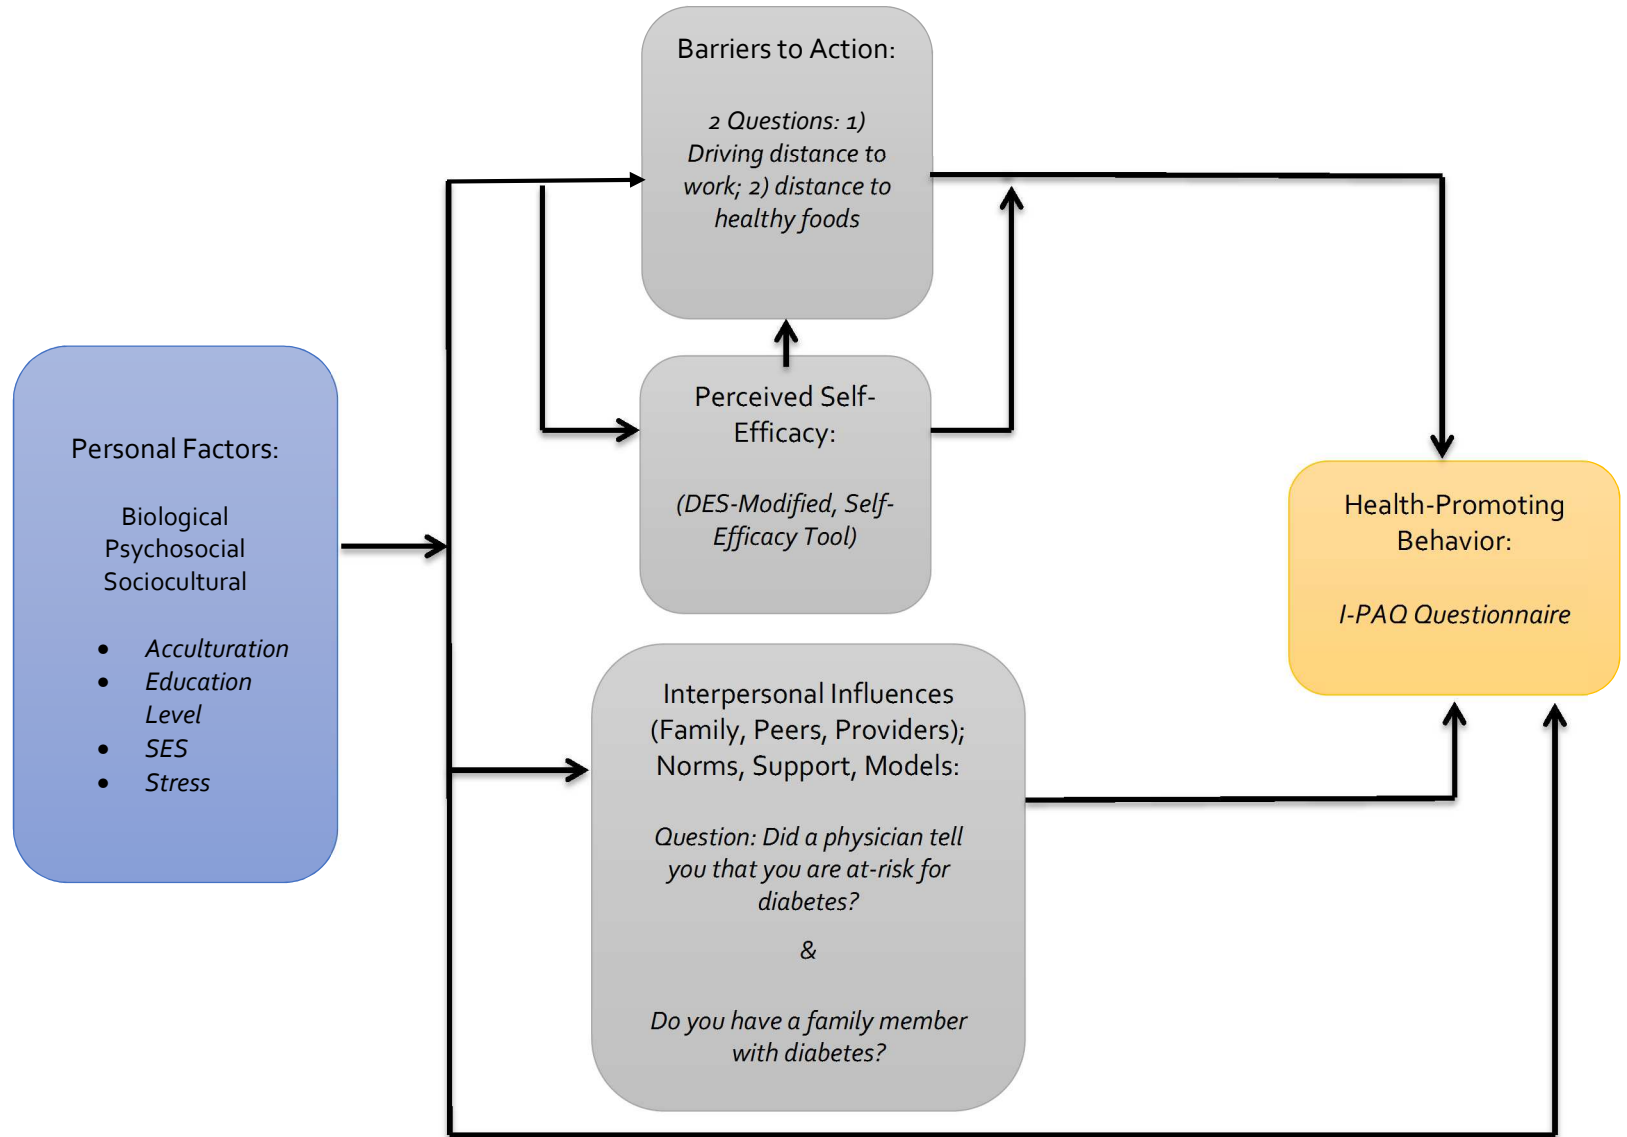 Barriers to Action:
2 Questions: 1)
Driving distance to
work; 2) distance to
healthy foods
Personal Factors:
Biological
Psychosocial
Sociocultural
• Acculturation
• Education
Level
• SES
• Stress
Perceived Self-
Efficacy:
(DES-Modified, Self-
Efficacy Tool)
Interpersonal Influences
(Family, Peers, Providers);
Norms, Support, Models:
Question: Did a physician tell
you that you are at-risk for
diabetes?
&
Do you have a family member
with diabetes?
Health-Promoting
Behavior:
I-PAQ Questionnaire